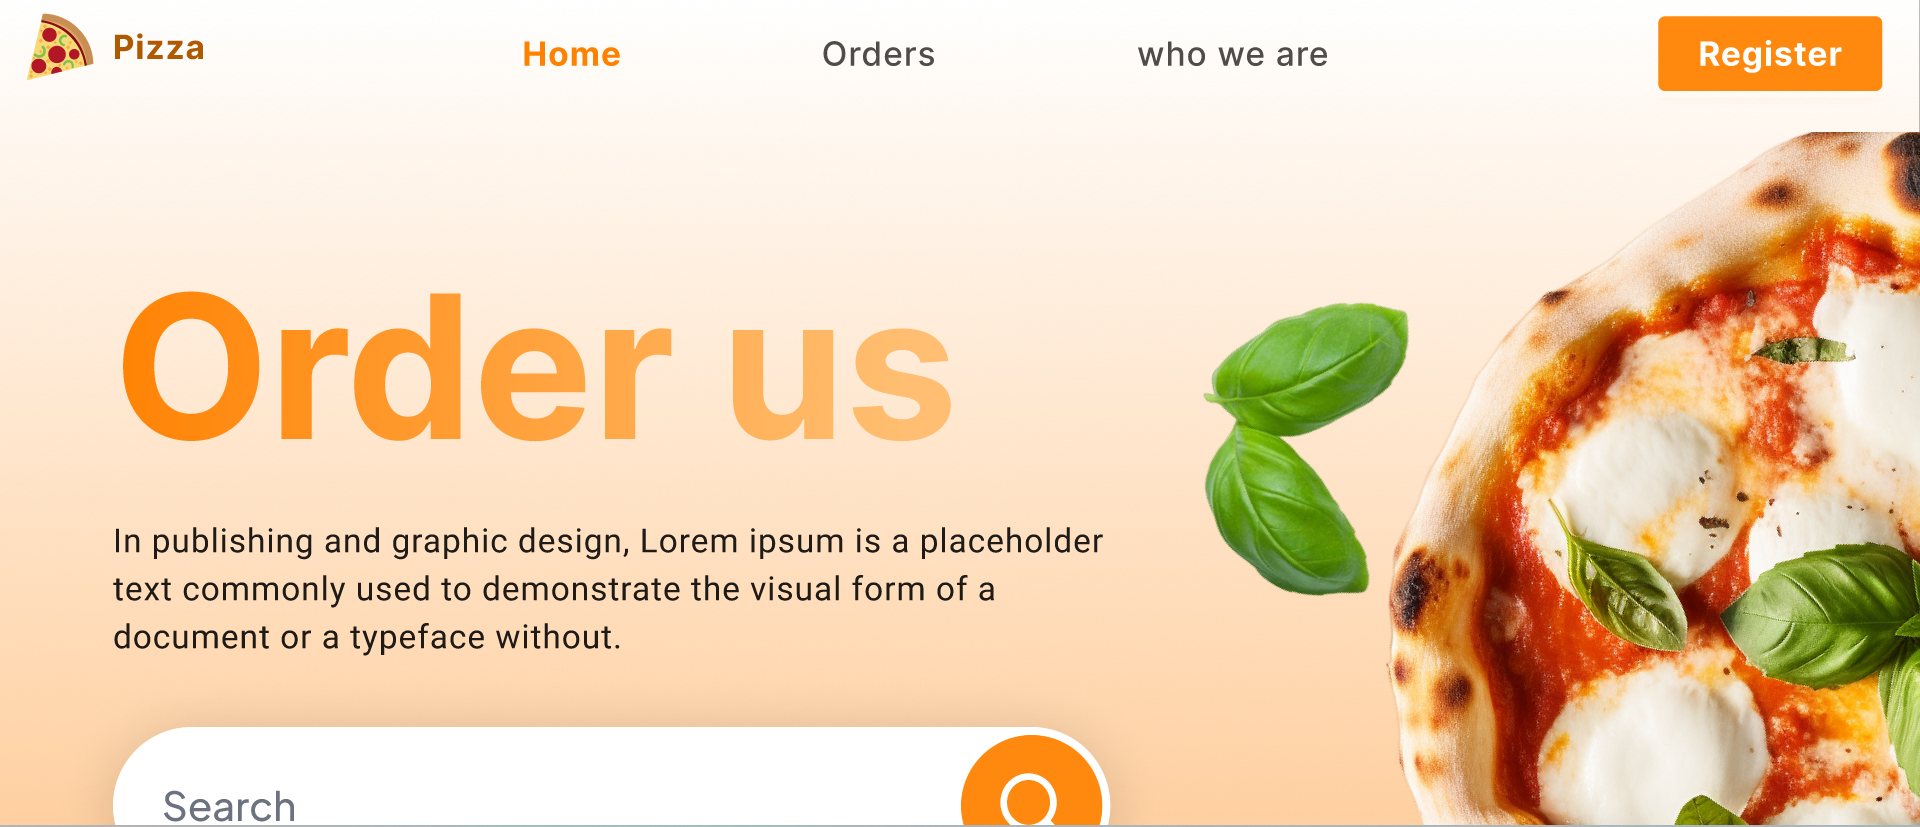 Pizza
Home
Orders
who we are
Register
Order us
In publishing and graphic design, Lorem ipsum is a placeholder
text commonly used to demonstrate the visual form of a
document or a typeface without.
Search